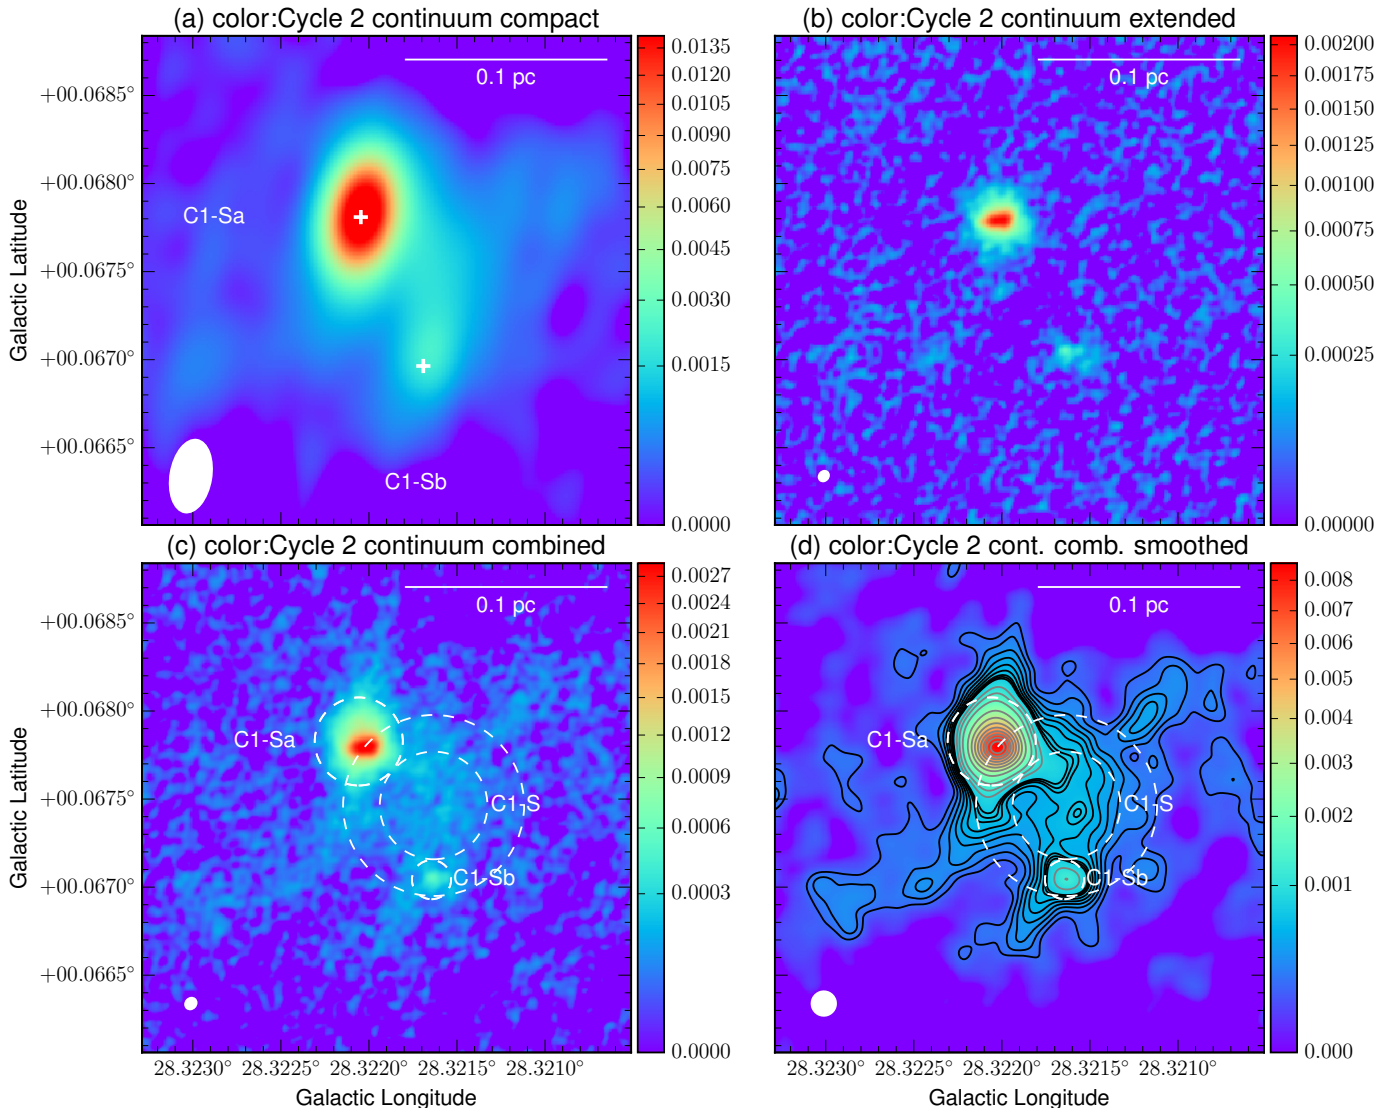 (a) color:Cycle 2 continuum compact
(b) color:Cycle 2 continuum extended
0.1 pc
C1-Sa
C1-Sb
+00.0685°
+00.0680°
+00.0675°
+00.0670°
+00.0665°
Galactic Latitude
0.0135
0.0120
0.0105
0.0090
0.0075
0.0060
0.0045
0.0030
0.0015
0.0000
0.1 pc
0.00200
0.00175
0.00150
0.00125
0.00100
0.00075
0.00050
0.00025
0.00000
(c) color:Cycle 2 continuum combined
(d) color:Cycle 2 cont. comb. smoothed
0.1 pc
C1-Sa
C1-S
C1-Sb
+00.0685°
+00.0680°
+00.0675°
+00.0670°
+00.0665°
Galactic Latitude
28.3230°
28.3225°
28.3220°
28.3215°
28.3210°
Galactic Longitude
0.0027
0.0024
0.0021
0.0018
0.0015
0.0012
0.0009
0.0006
0.0003
0.0000
0.1 pc
C1-Sa
C1-S
C1-Sb
28.3230°
28.3225°
28.3220°
28.3215°
28.3210°
Galactic Longitude
0.008
0.007
0.006
0.005
0.004
0.003
0.002
0.001
0.000